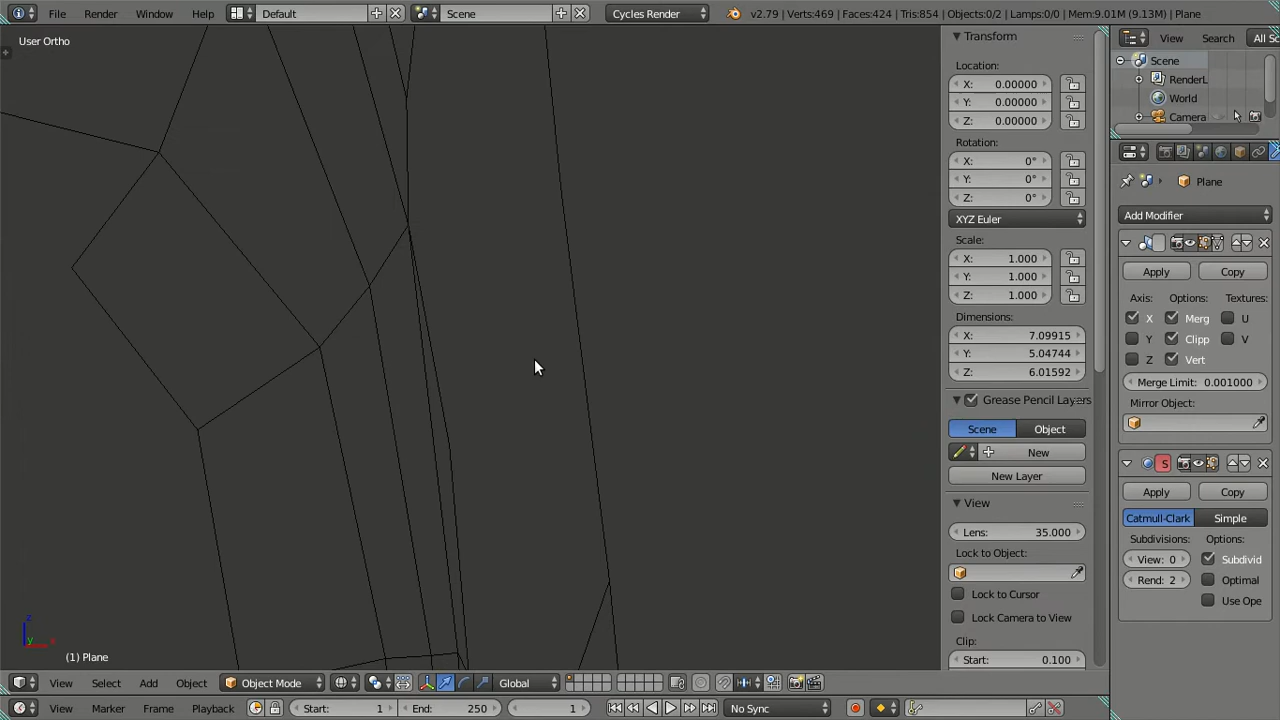 File Render Window Help Default Scene Cycles Render v2.79 | Verts:469 | Faces:424 | Tris:854 | Objects:0/2 | Lamps:0/0 | Mem:9.01M (9.13M) | Plane
User Ortho
(1) Plane
Transform
Location:
X: 0.00000
Y: 0.00000
Z: 0.00000
Rotation:
X: 0°
Y: 0°
Z: 0°
XYZ Euler
Scale:
X: 1.000
Y: 1.000
Z: 1.000
Dimensions:
X: 7.09915
Y: 5.04744
Z: 6.01592
Grease Pencil Layers
Scene Object
New
New Layer
View
Lens: 35.000
Lock to Object:
Lock to Cursor
Lock Camera to View
Clip:
Start: 0.100
View Search All Sc
Scene
RenderL
World
Camera
Plane
Add Modifier
Apply Copy
Axis: Options: Textures:
X Merg U
Y Clipp V
Z Vert
Merge Limit: 0.001000
Mirror Object:
S
Apply Copy
Catmull-Clark Simple
Subdivisions: Options:
View: 0 Subdivid
Rend: 2 Optimal
Use Ope
View Select Add Object Object Mode Global
View Marker Frame Playback Start: 1 End: 250 1 No Sync
z
y x